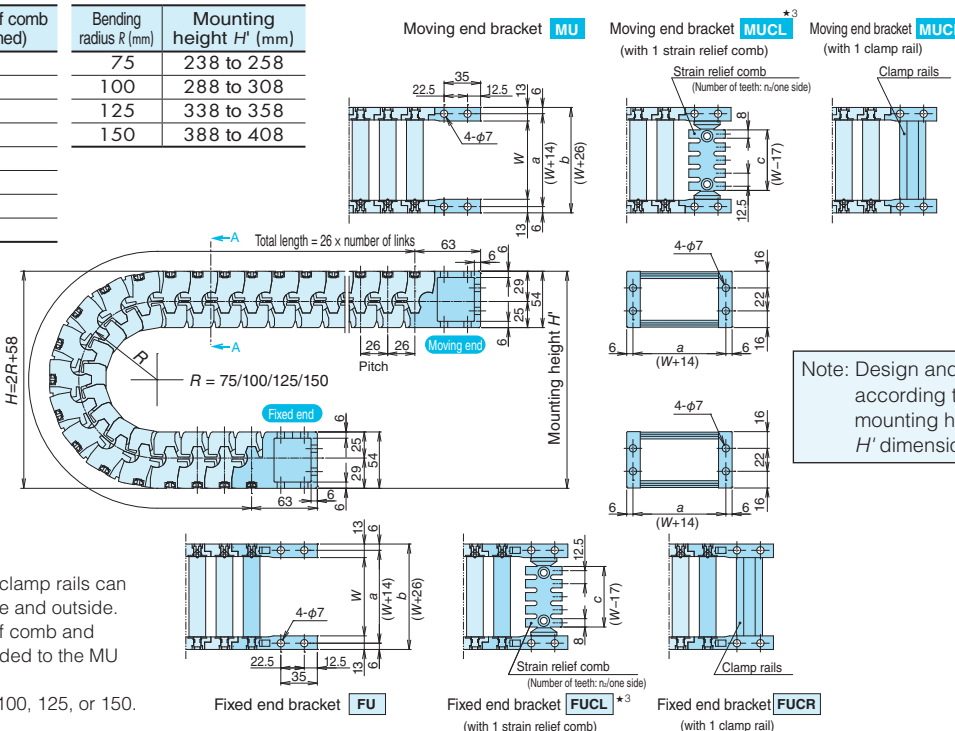 f comb
ned)
Bending radius R (mm)
Mounting height H' (mm)
75 238 to 258
100 288 to 308
125 338 to 358
150 388 to 408
Moving end bracket MU
35
22.5
12.5
4-φ7
13
6
W
a
(W+14)
b
(W+26)
13
6
★3
Moving end bracket MUCL
(with 1 strain relief comb)
Strain relief comb
(Number of teeth: n₂/one side)
8
c
(W−17)
12.5
Moving bracket MUCR
(with 1 clamp rail)
Clamp rails
A
Total length = 26 x number of links
63
6
6
29
25
54
6
Moving end
26
26
Pitch
A
H=2R+58
R
R = 75/100/125/150
Fixed end
6
25
29
54
6
6
63
Mounting height H'
4-φ7
16
22
16
6
a
(W+14)
6
4-φ7
16
22
16
6
a
(W+14)
6
Note: Design and
according t
mounting h
H' dimensio
clamp rails can
e and outside.
f comb and
ded to the MU
100, 125, or 150.
13
6
W
a
(W+14)
b
(W+26)
4-φ7
22.5
12.5
35
13
6
Fixed end bracket FU
12.5
c
(W−17)
8
Strain relief comb
(Number of teeth: n₂/one side)
Fixed end bracket FUCL ★3
(with 1 strain relief comb)
Clamp rails
Fixed end bracket FUCR
(with 1 clamp rail)